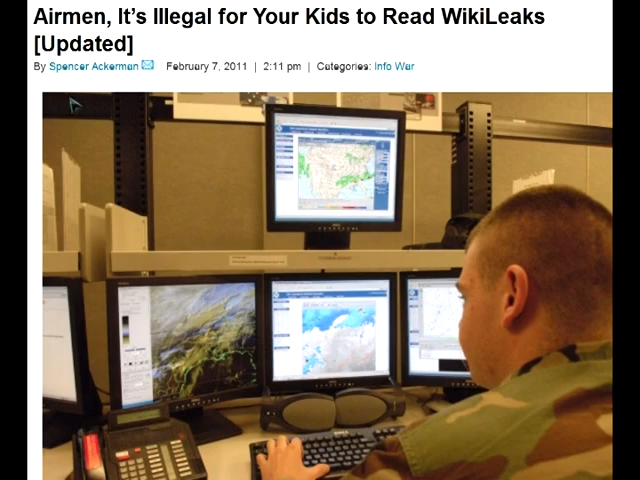 Airmen, It's Illegal for Your Kids to Read WikiLeaks
[Updated]
By Spencer Ackerman February 7, 2011 | 2:11 pm | Categories: Info War